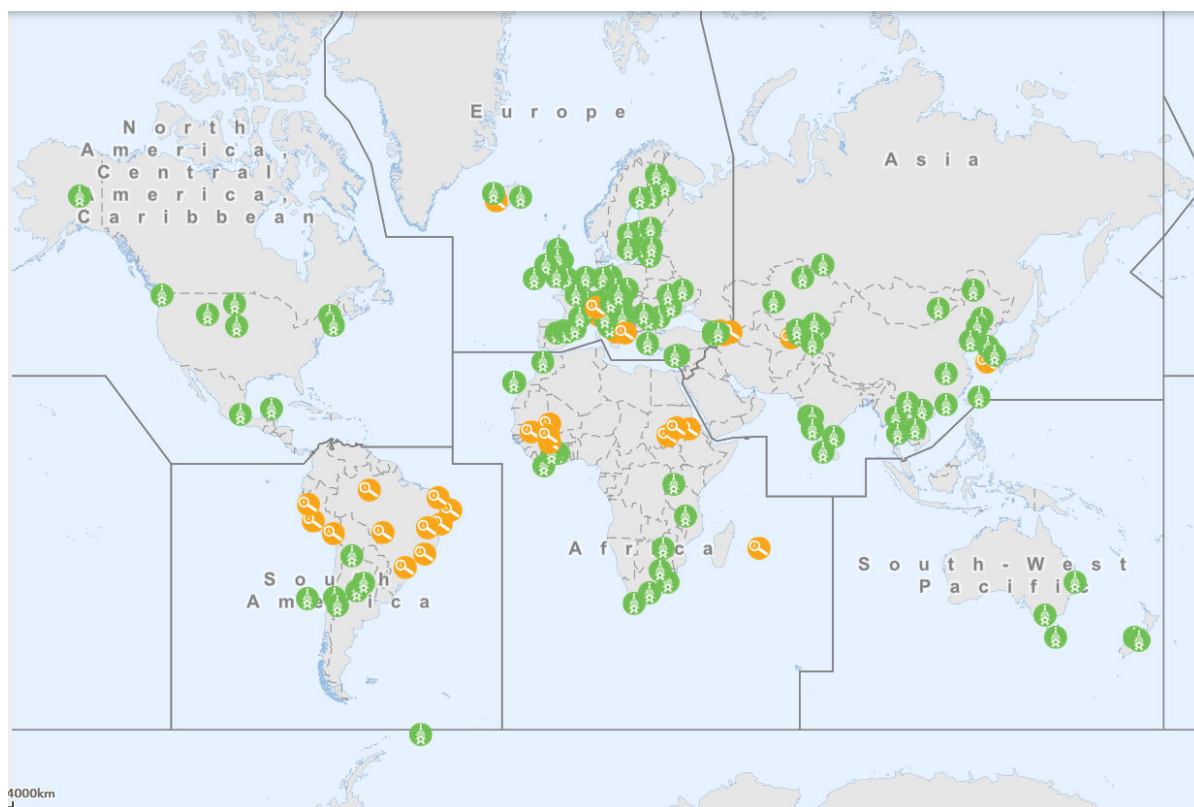 North
America,
Central
America,
Caribbean
Europe
Asia
Africa
South
America
South-West
Pacific
4000km